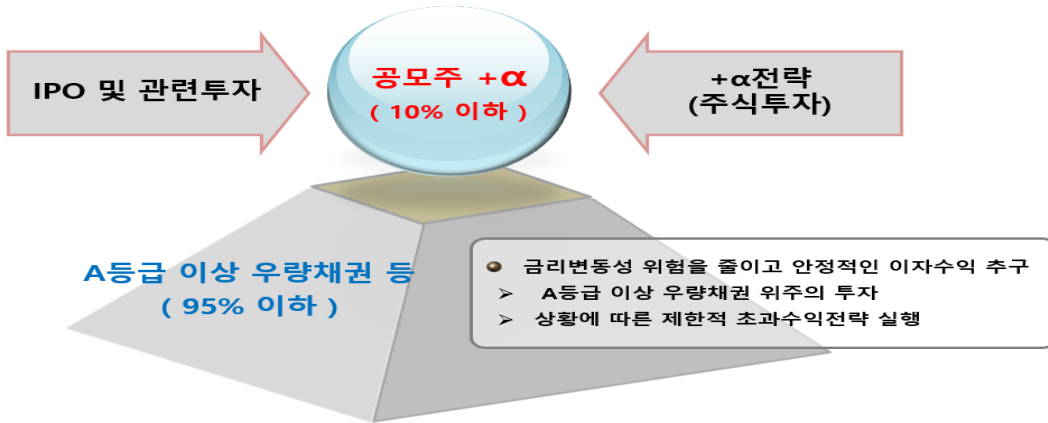 IPO 및 관련투자
공모주 +α
( 10% 이하 )
+α전략
(주식투자)
A등급 이상 우량채권 등
( 95% 이하 )
금리변동성 위험을 줄이고 안정적인 이자수익 추구
➢ A등급 이상 우량채권 위주의 투자
➢ 상황에 따른 제한적 초과수익전략 실행